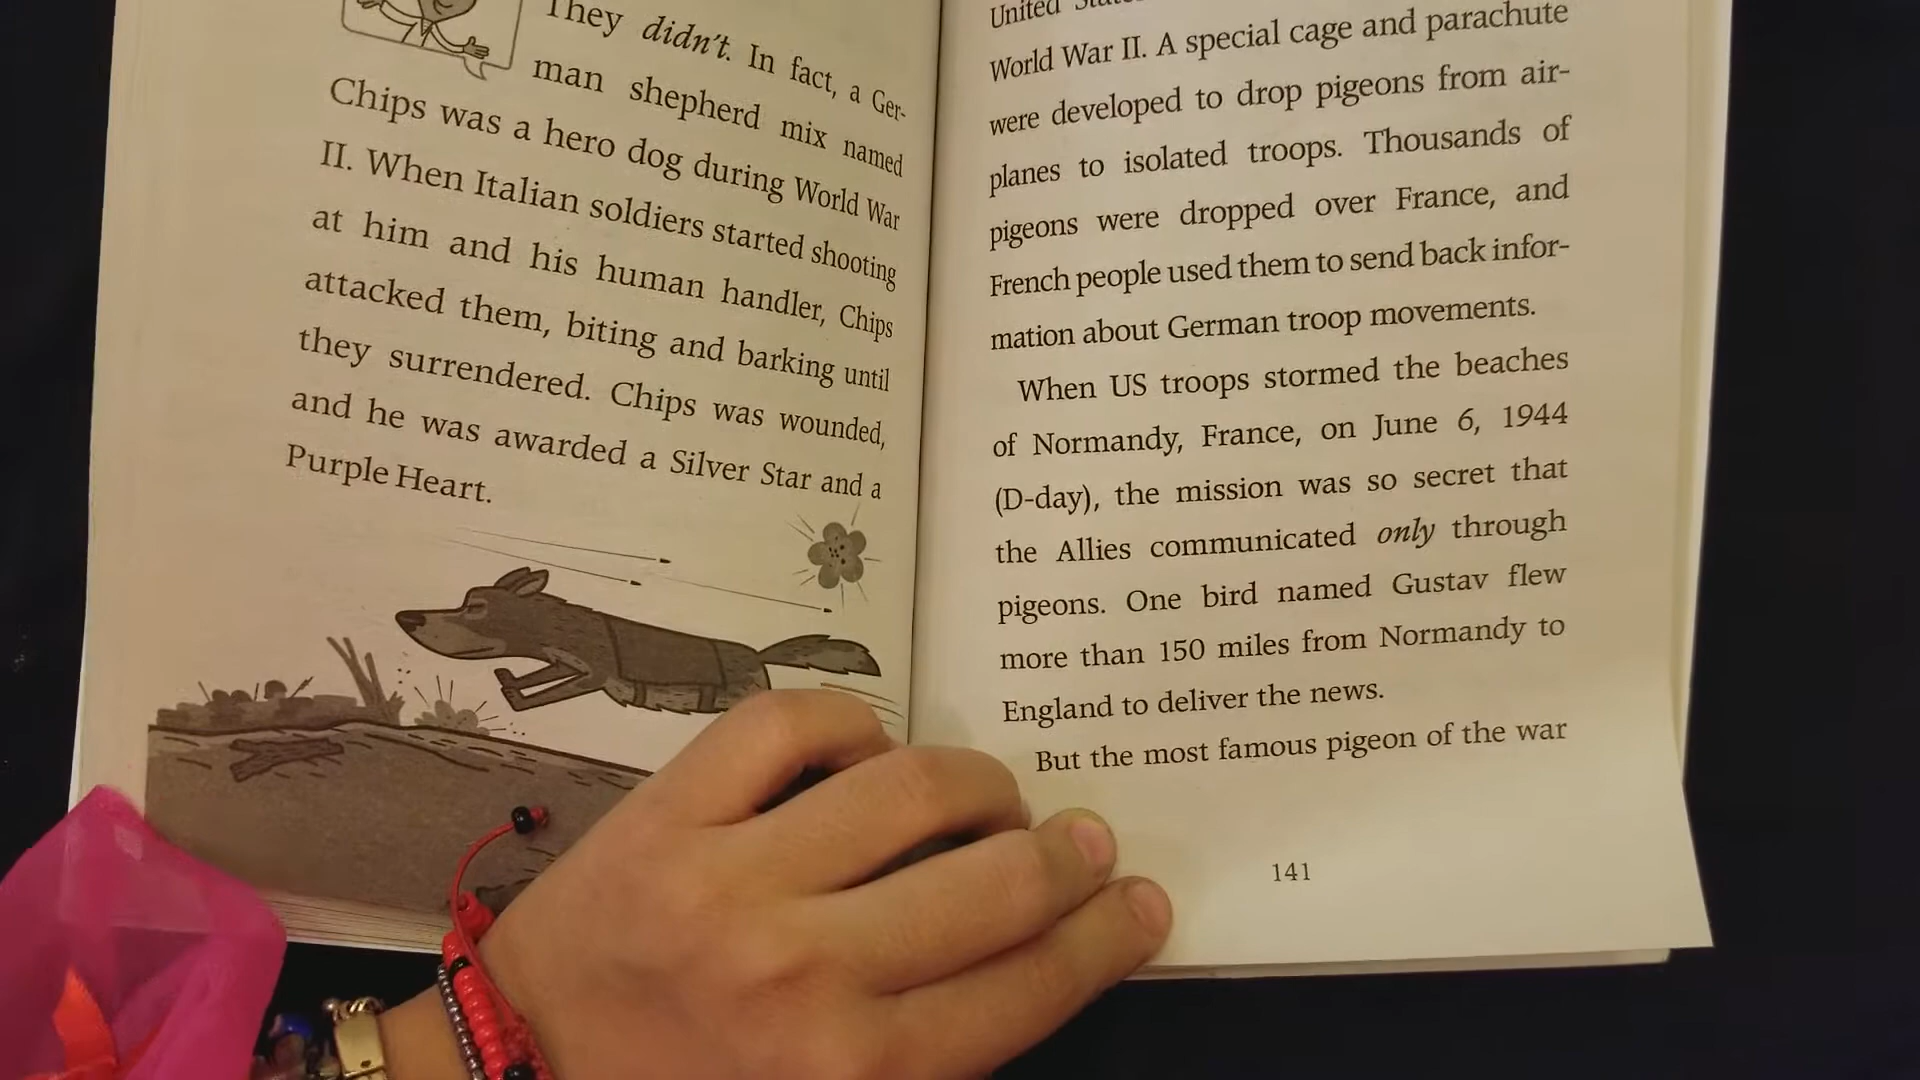 They didn't. In fact, a Ger-
man shepherd mix named
Chips was a hero dog during World War
II. When Italian soldiers started shooting
at him and his human handler, Chips
attacked them, biting and barking until
they surrendered. Chips was wounded,
and he was awarded a Silver Star and a
Purple Heart.
United
World War II. A special cage and parachute
were developed to drop pigeons from air-
planes to isolated troops. Thousands of
pigeons were dropped over France, and
French people used them to send back infor-
mation about German troop movements.
When US troops stormed the beaches
of Normandy, France, on June 6, 1944
(D-day), the mission was so secret that
the Allies communicated only through
pigeons. One bird named Gustav flew
more than 150 miles from Normandy to
England to deliver the news.
But the most famous pigeon of the war
141